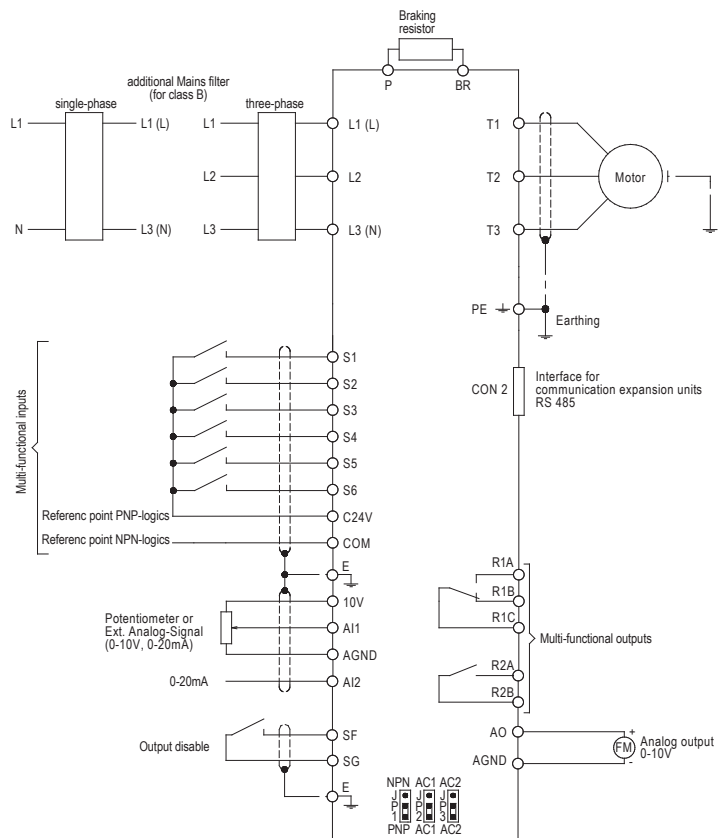 Braking
resistor
P BR
additional Mains filter
(for class B)
single-phase three-phase
L1 L1 (L) L1 L1 (L) T1
L2 L2 T2 Motor
N L3 (N) L3 L3 (N) T3
PE Earthing
Multi-functional inputs
S1
S2
S3
S4
S5
S6
Referenc point PNP-logics C24V
Referenc point NPN-logics COM
E
CON 2
Interface for
communication expansion units
RS 485
10V
Potentiometer or
Ext. Analog-Signal
(0-10V, 0-20mA)
AI1
AGND
0-20mA AI2
R1A
R1B
R1C
Multi-functional outputs
R2A
R2B
Output disable
SF
SG
E
AO +
FM
Analog output
0-10V
AGND -
NPN AC1 AC2
J J J
P P P
1 2 3
PNP AC1 AC2